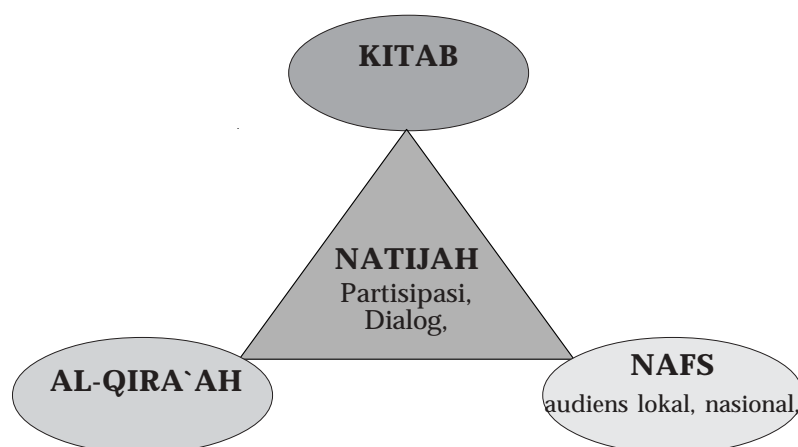 KITAB
NATIJAH
Partisipasi,
Dialog,
AL-QIRA`AH
NAFS
audiens lokal, nasional,